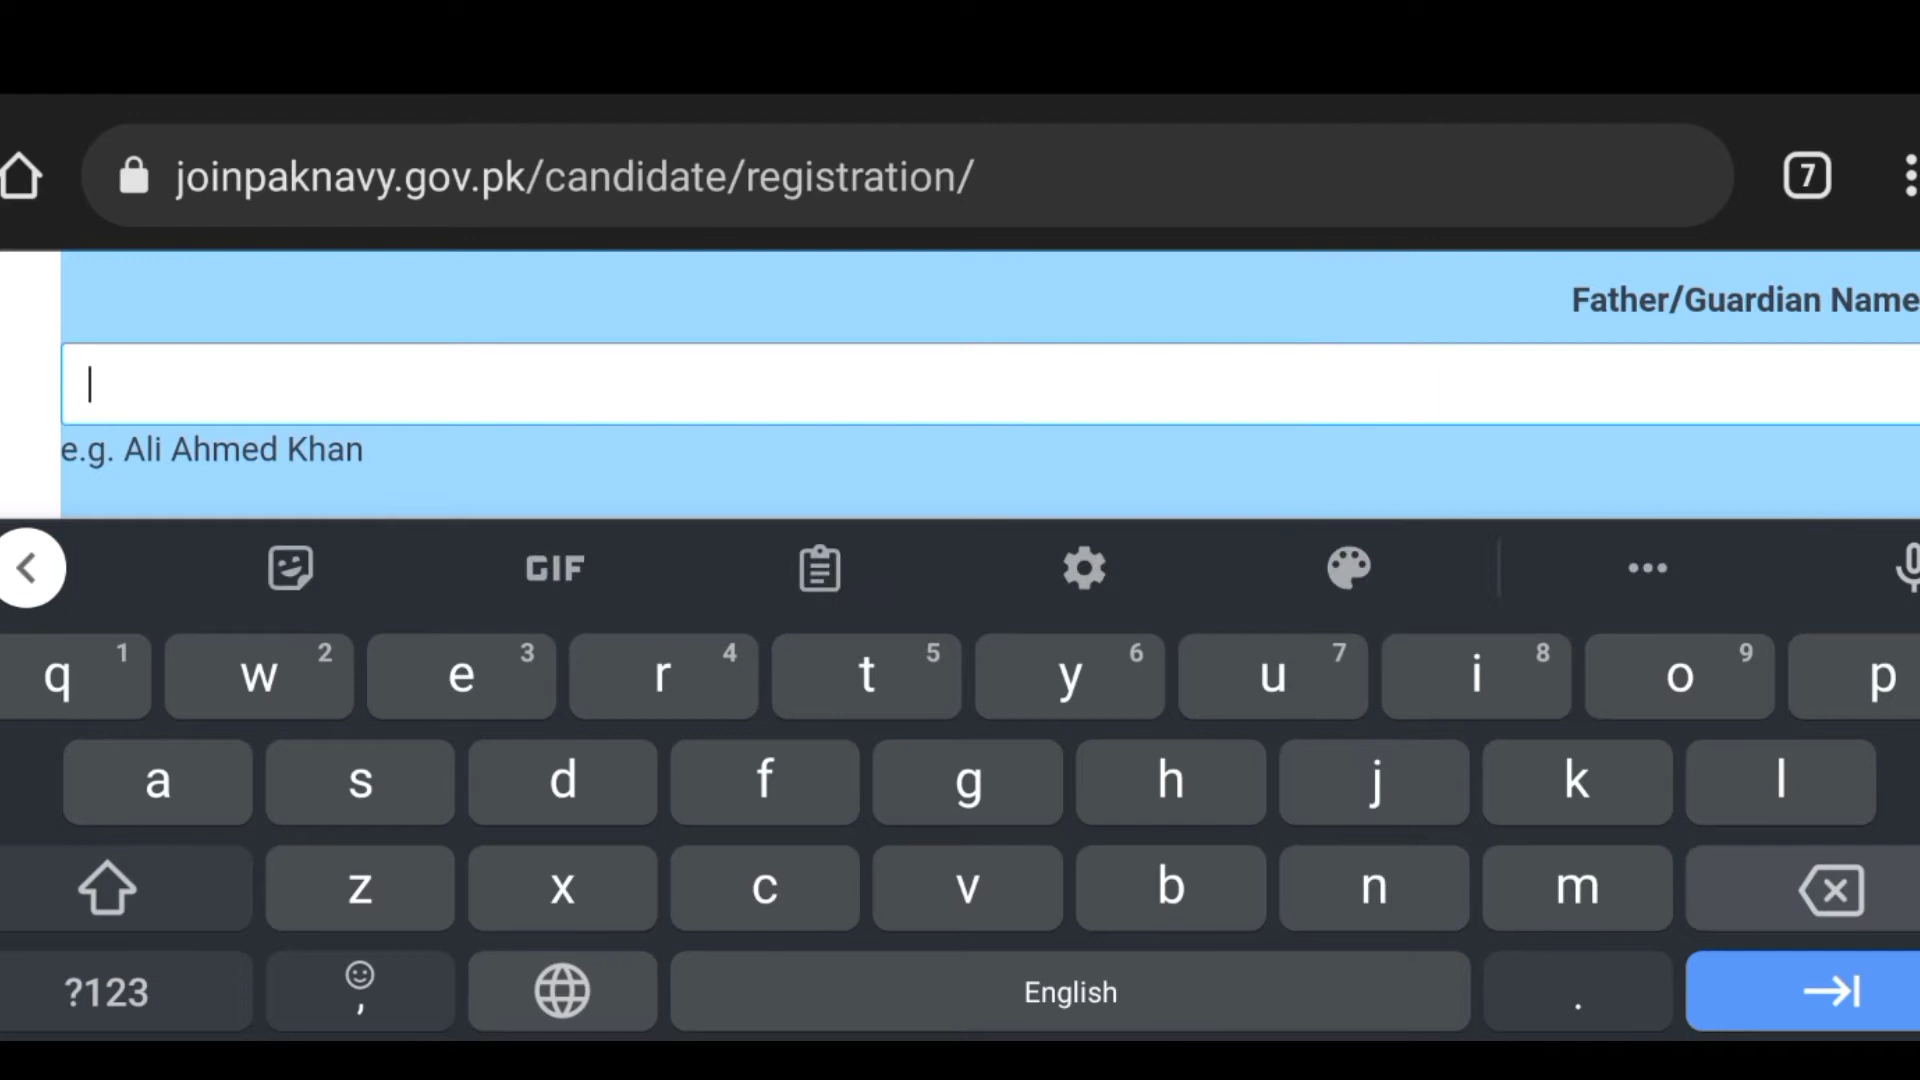 joinpaknavy.gov.pk/candidate/registration/ 7
Father/Guardian Name
e.g. Ali Ahmed Khan
GIF
q 1 w 2 e 3 r 4 t 5 y 6 u 7 i 8 o 9 p
a s d f g h j k l
z x c v b n m
?123 , English .